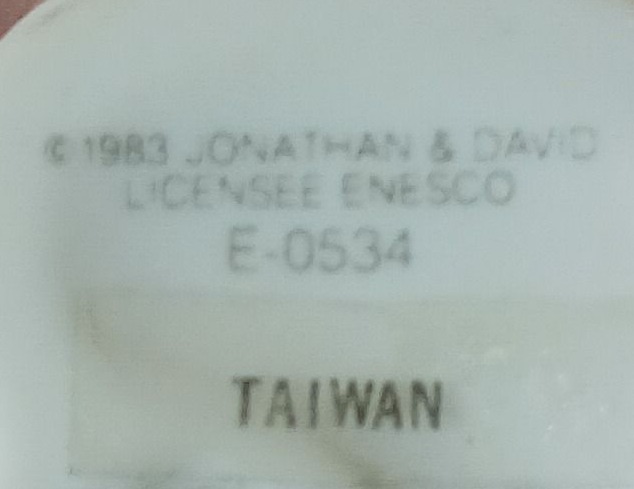 © 1983 JONATHAN & DAVID
LICENSEE ENESCO
E-0534
TAIWAN